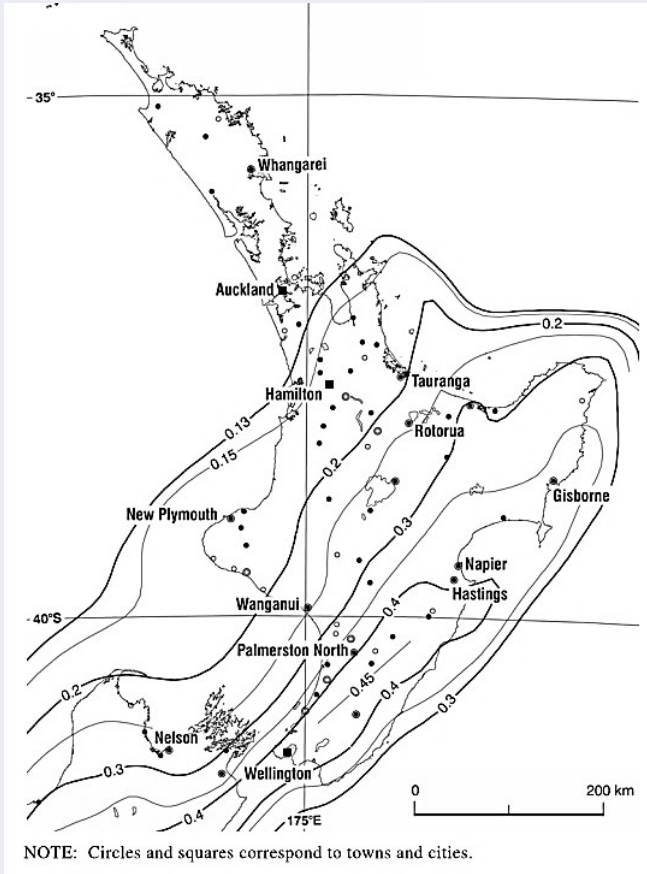 -35°
Whangarei
Auckland
0.2
Tauranga
Hamilton
0.13
Rotorua
0.15
0.2
Gisborne
New Plymouth
0.3
Napier
Hastings
Wanganui
0.4
-40°S
Palmerston North
0.45
0.4
0.2
0.3
Nelson
0.3
Wellington
0 200 km
0.4
175°E
NOTE: Circles and squares correspond to towns and cities.